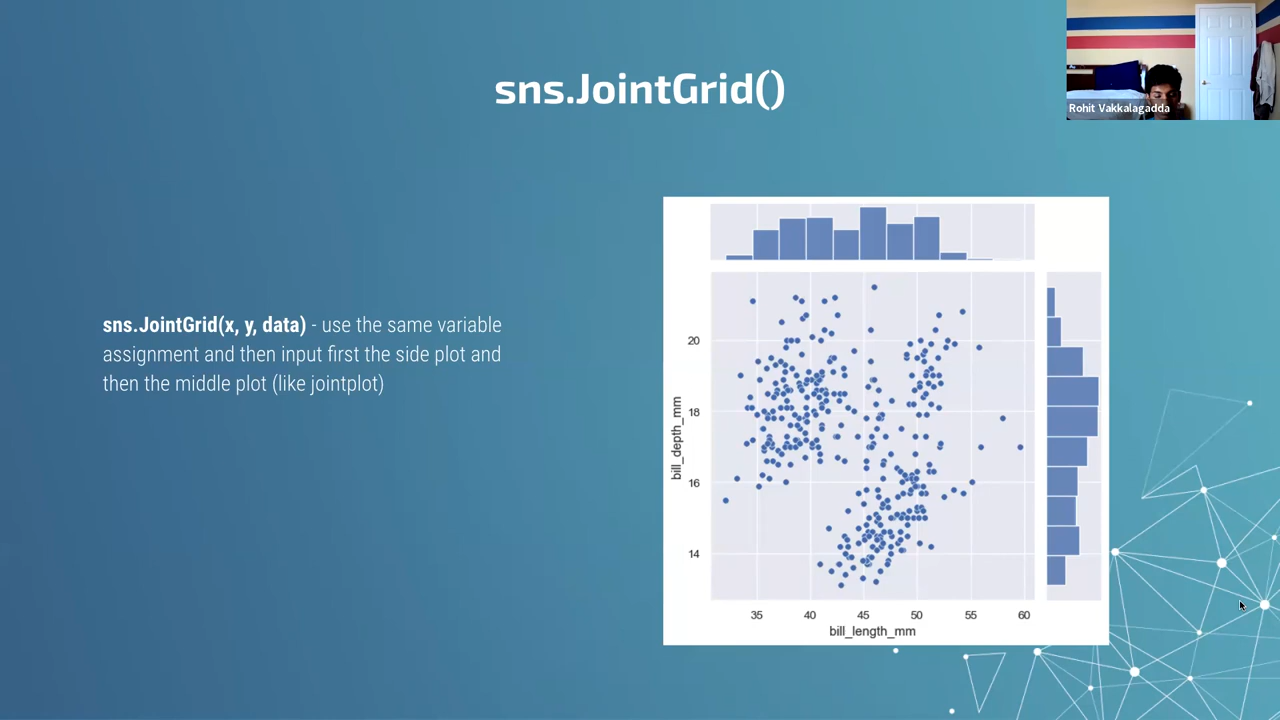 sns.JointGrid()
Rohit Vakkalagadda
sns.JointGrid(x, y, data) - use the same variable
assignment and then input first the side plot and
then the middle plot (like jointplot)
bill_depth_mm
20
18
16
14
35 40 45 50 55 60
bill_length_mm